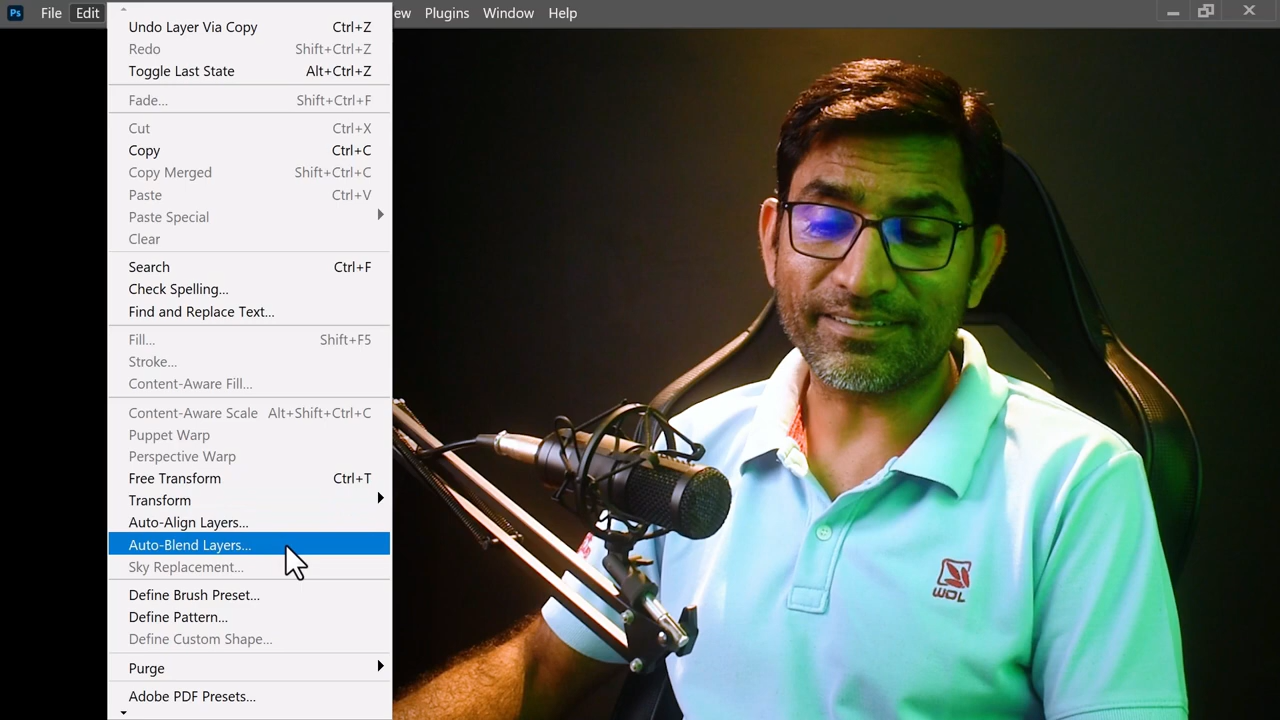 Ps File Edit ew Plugins Window Help
Undo Layer Via Copy Ctrl+Z
Redo Shift+Ctrl+Z
Toggle Last State Alt+Ctrl+Z
Fade... Shift+Ctrl+F
Cut Ctrl+X
Copy Ctrl+C
Copy Merged Shift+Ctrl+C
Paste Ctrl+V
Paste Special
Clear
Search Ctrl+F
Check Spelling...
Find and Replace Text...
Fill... Shift+F5
Stroke...
Content-Aware Fill...
Content-Aware Scale Alt+Shift+Ctrl+C
Puppet Warp
Perspective Warp
Free Transform Ctrl+T
Transform
Auto-Align Layers...
Auto-Blend Layers...
Sky Replacement...
Define Brush Preset...
Define Pattern...
Define Custom Shape...
Purge
Adobe PDF Presets...
WOL